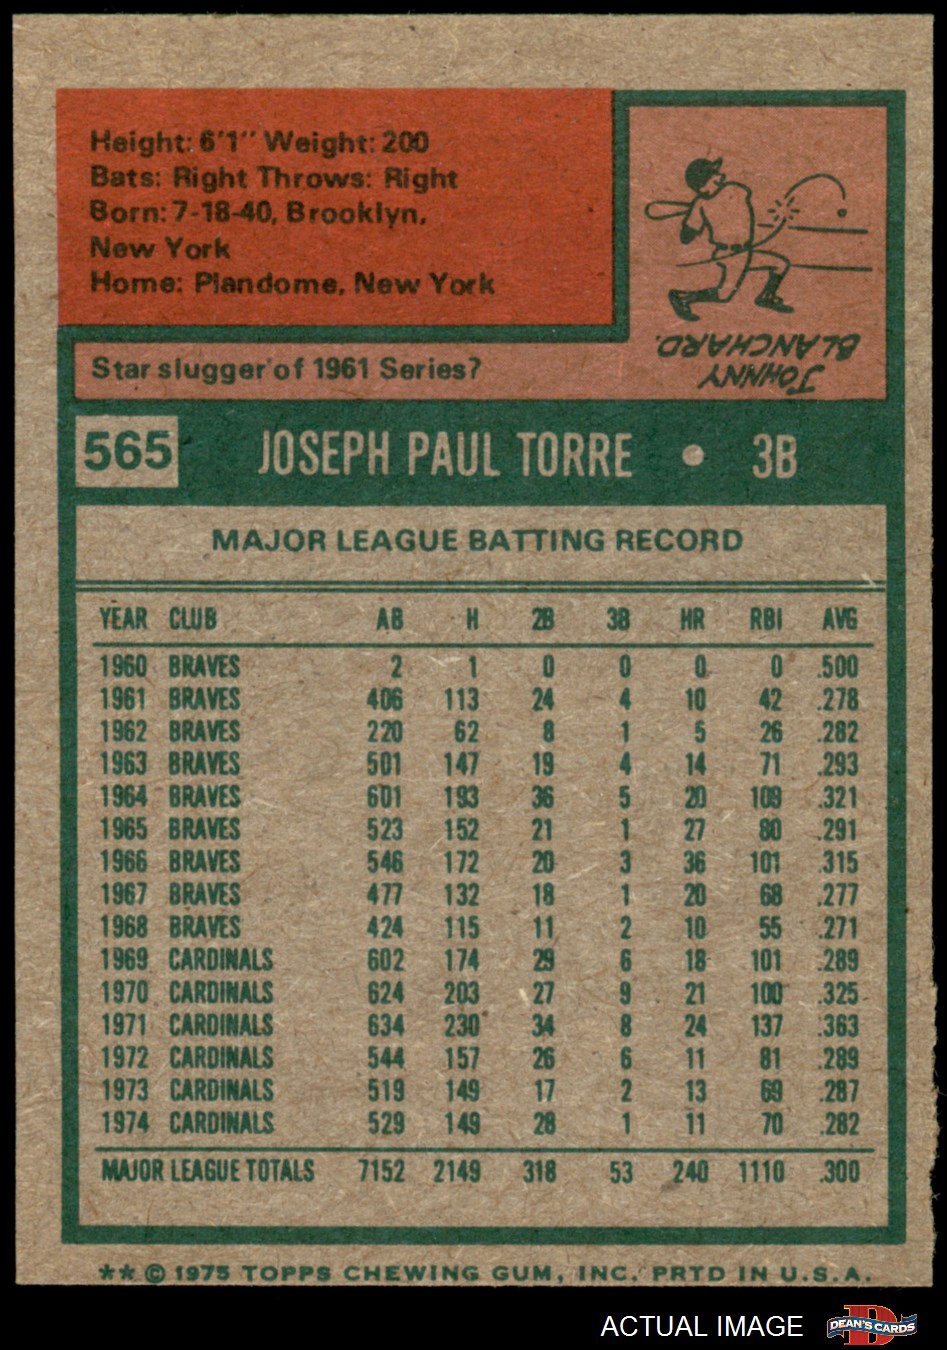 Height: 6'1" Weight: 200
Bats: Right Throws: Right
Born: 7-18-40, Brooklyn,
New York
Home: Plandome, New York
Star slugger of 1961 Series?
JOHNNY
BLANCHARD.
565 JOSEPH PAUL TORRE • 3B
MAJOR LEAGUE BATTING RECORD
YEAR CLUB AB H 2B 3B HR RBI AVG
1960 BRAVES 2 1 0 0 0 0 .500
1961 BRAVES 406 113 24 4 10 42 .278
1962 BRAVES 220 62 8 1 5 26 .282
1963 BRAVES 501 147 19 4 14 71 .293
1964 BRAVES 601 193 36 5 20 109 .321
1965 BRAVES 523 152 21 1 27 80 .291
1966 BRAVES 546 172 20 3 36 101 .315
1967 BRAVES 477 132 18 1 20 68 .277
1968 BRAVES 424 115 11 2 10 55 .271
1969 CARDINALS 602 174 29 6 18 101 .289
1970 CARDINALS 624 203 27 9 21 100 .325
1971 CARDINALS 634 230 34 8 24 137 .363
1972 CARDINALS 544 157 26 6 11 81 .289
1973 CARDINALS 519 149 17 2 13 69 .287
1974 CARDINALS 529 149 28 1 11 70 .282
MAJOR LEAGUE TOTALS 7152 2149 318 53 240 1110 .300
** © 1975 TOPPS CHEWING GUM, INC. PRTD IN U.S.A.
ACTUAL IMAGE
D
DEAN'S CARDS